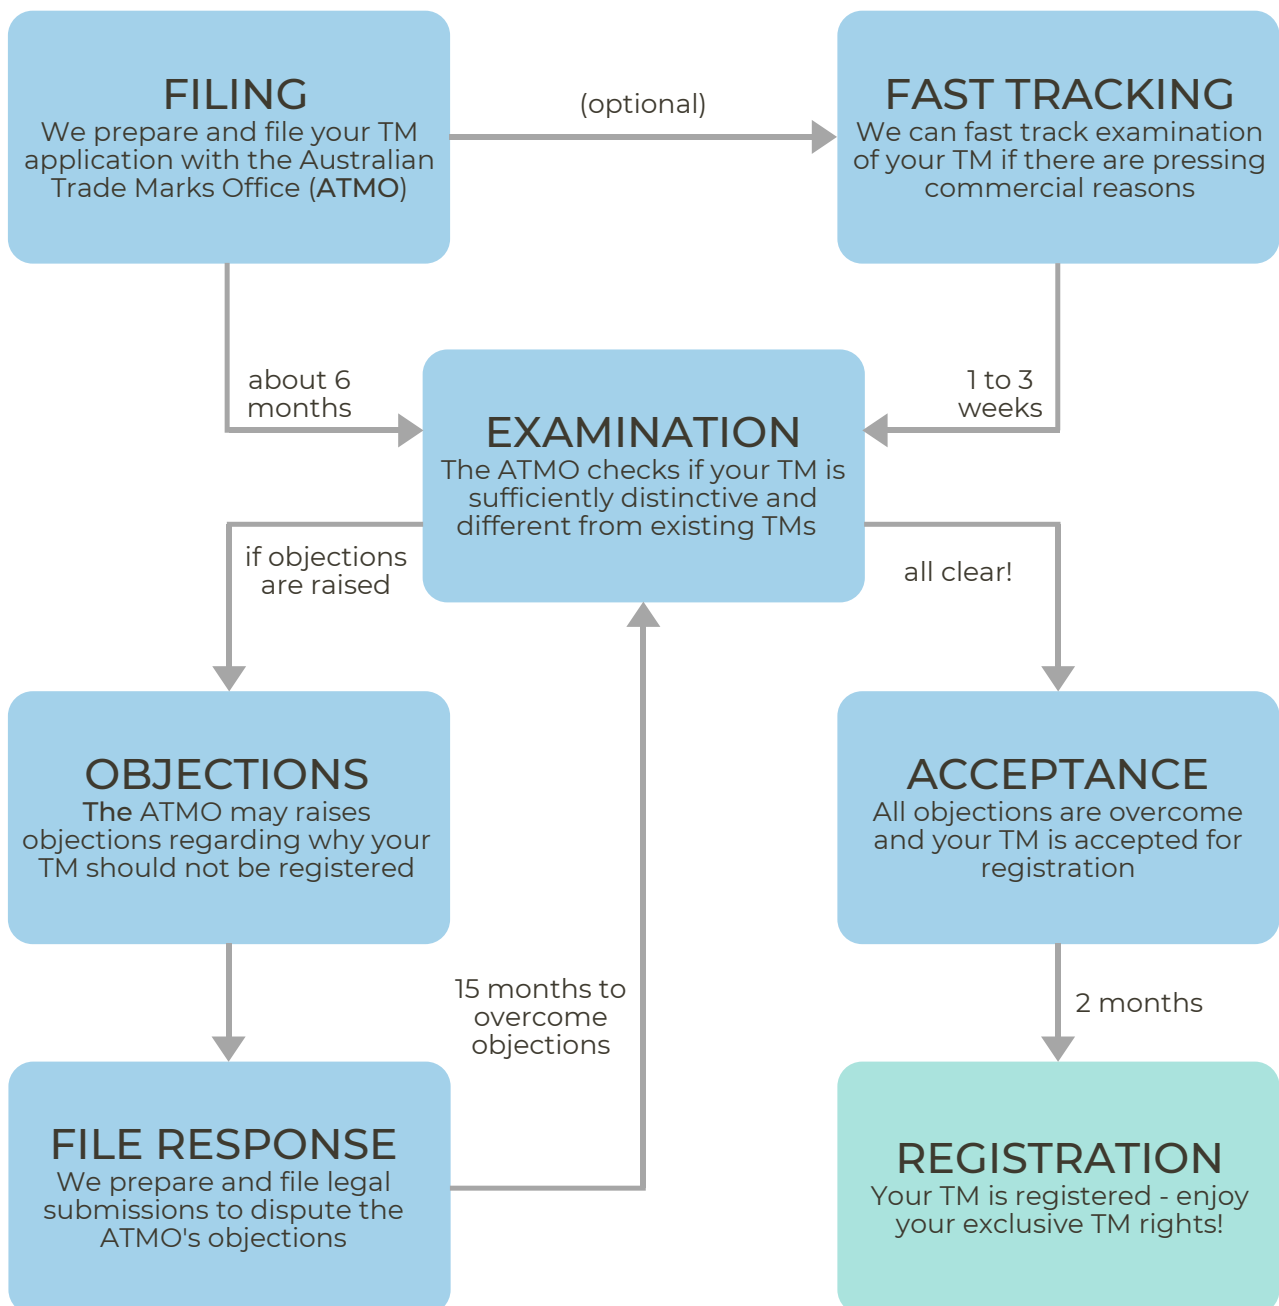 FILING
We prepare and file your TM
application with the Australian
Trade Marks Office (ATMO)
(optional)
FAST TRACKING
We can fast track examination
of your TM if there are pressing
commercial reasons
about 6
months
1 to 3
weeks
EXAMINATION
The ATMO checks if your TM is
sufficiently distinctive and
different from existing TMs
if objections
are raised
all clear!
OBJECTIONS
The ATMO may raises
objections regarding why your
TM should not be registered
ACCEPTANCE
All objections are overcome
and your TM is accepted for
registration
15 months to
overcome
objections
2 months
FILE RESPONSE
We prepare and file legal
submissions to dispute the
ATMO's objections
REGISTRATION
Your TM is registered - enjoy
your exclusive TM rights!